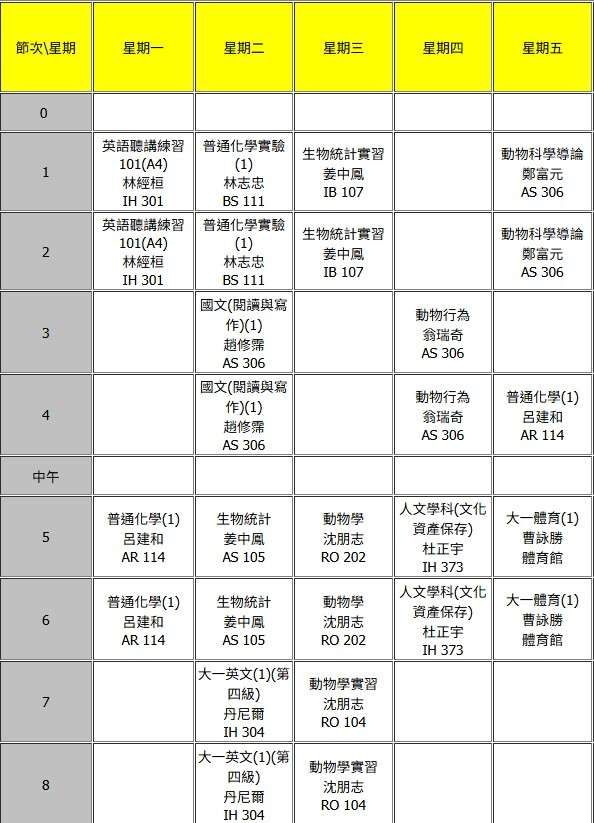 節次\星期 星期一 星期二 星期三 星期四 星期五
0
1
英語聽講練習
101(A4)
林經桓
IH 301
普通化學實驗
(1)
林志忠
BS 111
生物統計實習
姜中鳳
IB 107
動物科學導論
鄭富元
AS 306
2
英語聽講練習
101(A4)
林經桓
IH 301
普通化學實驗
(1)
林志忠
BS 111
生物統計實習
姜中鳳
IB 107
動物科學導論
鄭富元
AS 306
3
國文(閱讀與寫
作)(1)
趙修霈
AS 306
動物行為
翁瑞奇
AS 306
4
國文(閱讀與寫
作)(1)
趙修霈
AS 306
動物行為
翁瑞奇
AS 306
普通化學(1)
呂建和
AR 114
中午
5
普通化學(1)
呂建和
AR 114
生物統計
姜中鳳
AS 105
動物學
沈朋志
RO 202
人文學科(文化
資產保存)
杜正宇
IH 373
大一體育(1)
曹詠勝
體育館
6
普通化學(1)
呂建和
AR 114
生物統計
姜中鳳
AS 105
動物學
沈朋志
RO 202
人文學科(文化
資產保存)
杜正宇
IH 373
大一體育(1)
曹詠勝
體育館
7
大一英文(1)(第
四級)
丹尼爾
IH 304
動物學實習
沈朋志
RO 104
8
大一英文(1)(第
四級)
丹尼爾
IH 304
動物學實習
沈朋志
RO 104